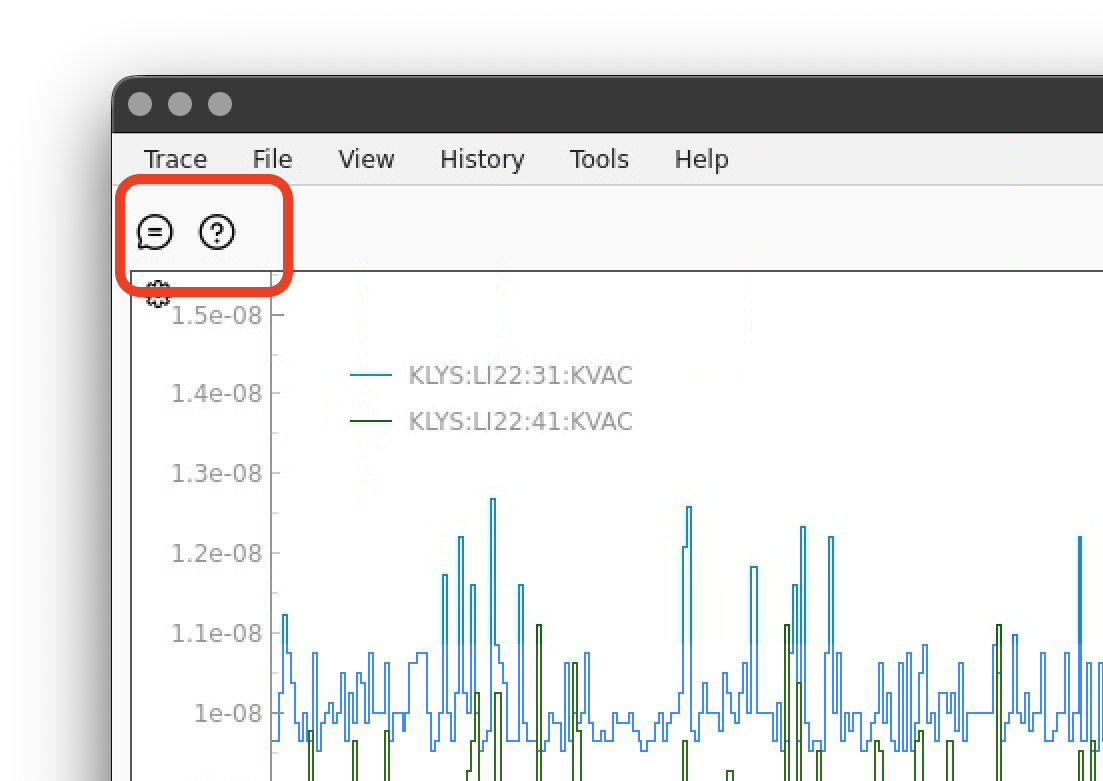 Trace File View History Tools Help
1.5e-08
KLYS:LI22:31:KVAC
1.4e-08
KLYS:LI22:41:KVAC
1.3e-08
1.2e-08
1.1e-08
1e-08